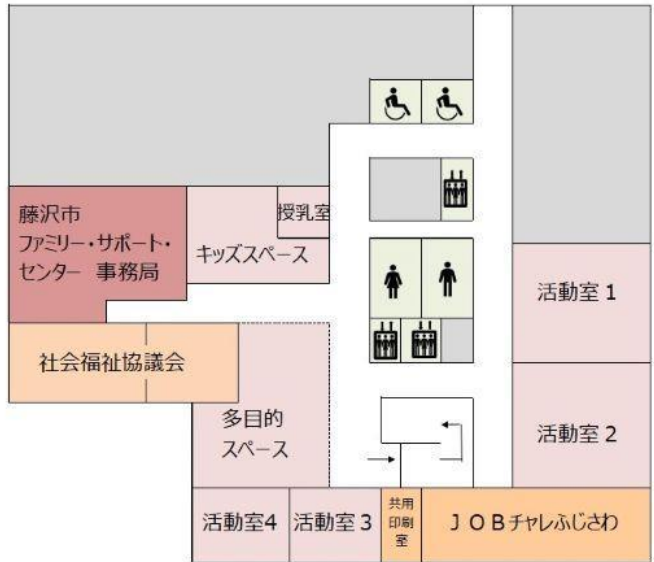 授乳室
藤沢市
ファミリー・サポート・
センター 事務局
キッズスペース
活動室1
社会福祉協議会
多目的
スペース
活動室2
活動室4
活動室3
共用
印刷
室
JOBチャレふじさわ